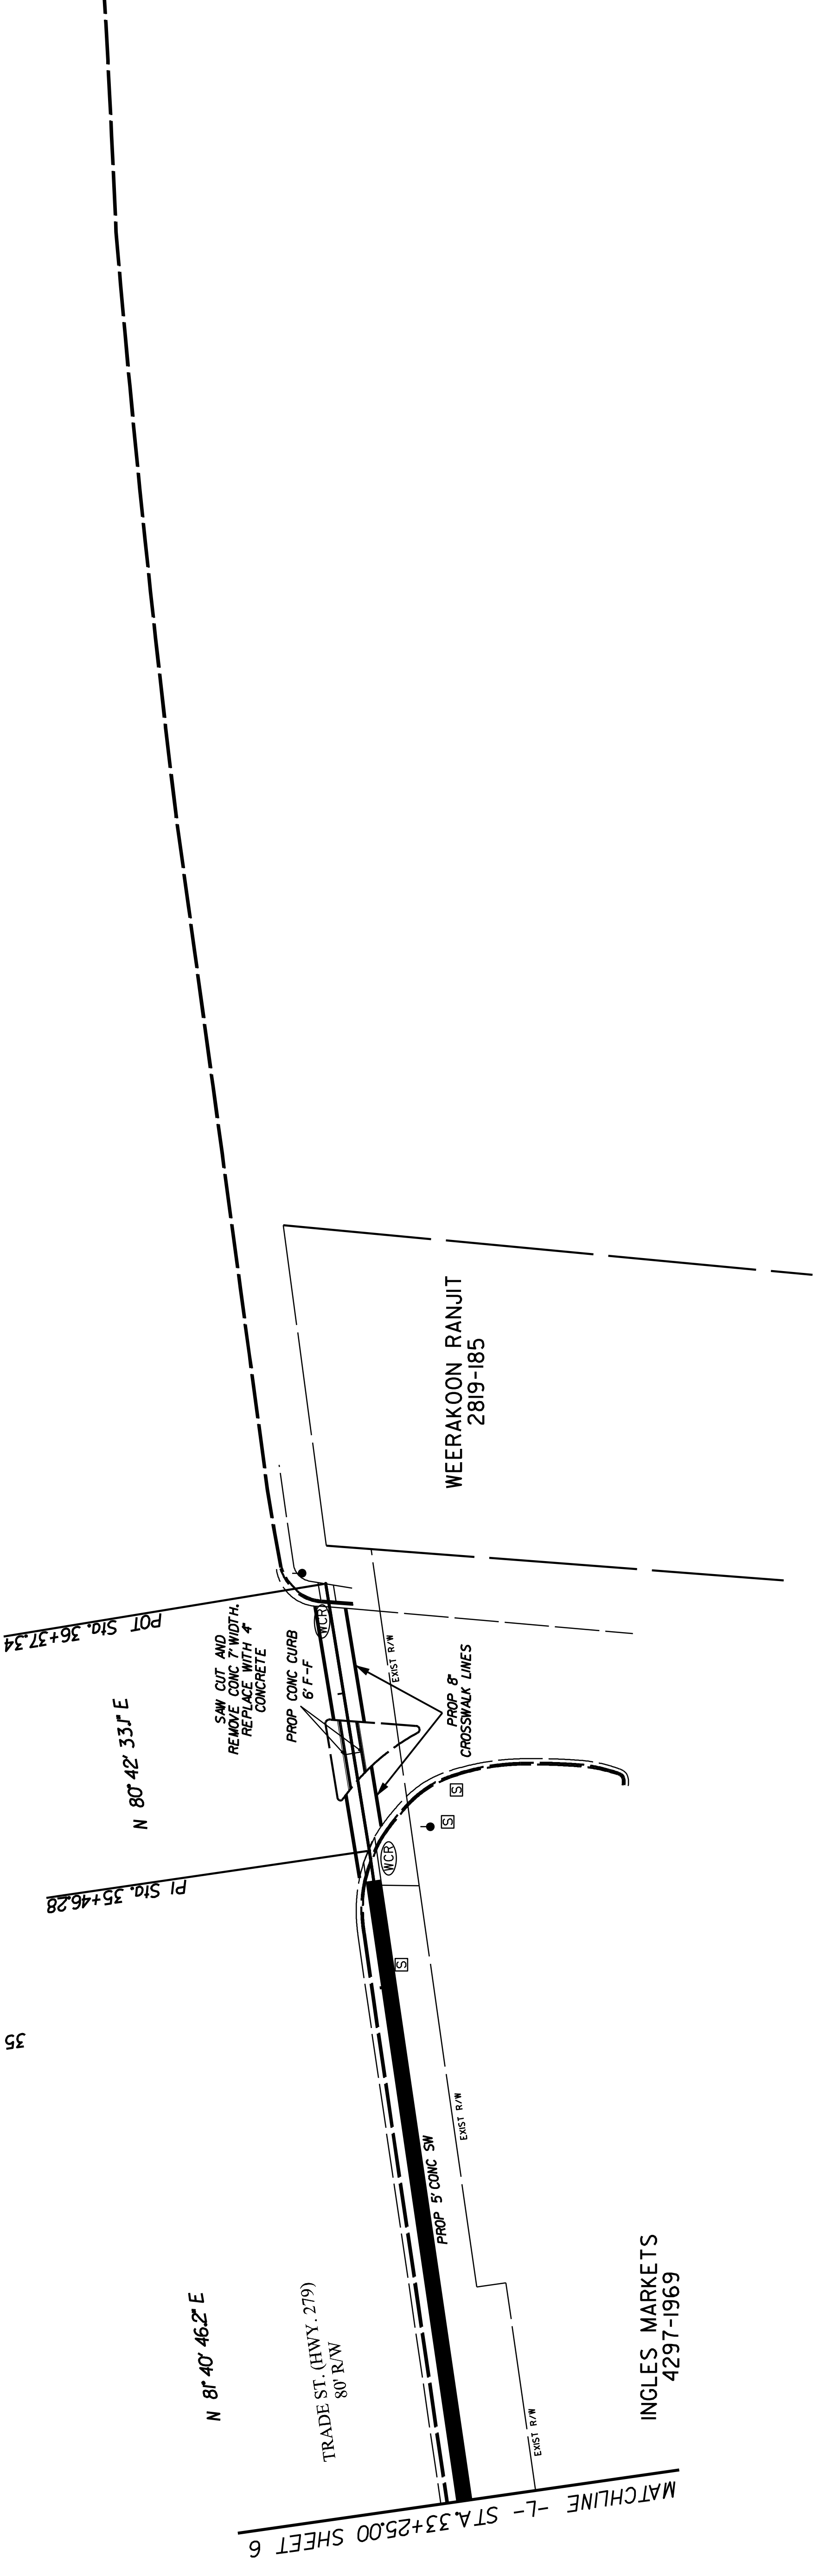 POT Sta. 36+37.34
N 80° 42' 33.1" E
SAW CUT AND
REMOVE CONC 7' WIDTH.
REPLACE WITH 4"
CONCRETE
PROP CONC CURB
6' F-F
WCR
EXIST R/W
PROP 8"
CROSSWALK LINES
WEERAKOON RANJIT
2819-185
PI Sta. 35+46.28
S
S
WCR
S
35
EXIST R/W
PROP 5' CONC SW
N 81° 40' 46.2" E
TRADE ST. (HWY. 279)
80' R/W
INGLES MARKETS
4297-1969
EXIST R/W
MATCHLINE -L- STA. 33+25.00 SHEET 6